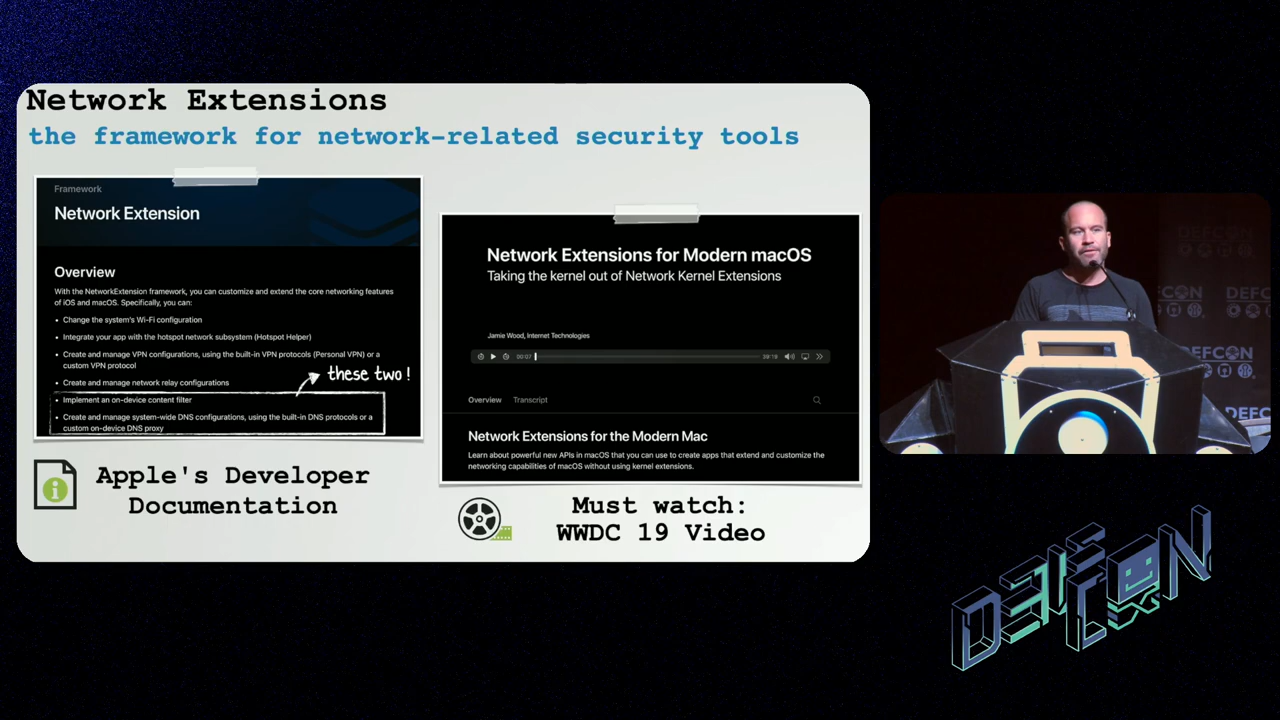 Network Extensions
the framework for network-related security tools
Framework
Network Extension
Overview
With the NetworkExtension framework, you can customize and extend the core networking features
of iOS and macOS. Specifically, you can:
• Change the system's Wi-Fi configuration
• Integrate your app with the hotspot network subsystem (Hotspot Helper)
• Create and manage VPN configurations, using the built-in VPN protocols (Personal VPN) or a
custom VPN protocol
• Create and manage network relay configurations
these two!
• Implement an on-device content filter
• Create and manage system-wide DNS configurations, using the built-in DNS protocols or a
custom on-device DNS proxy
Apple's Developer
Documentation
Network Extensions for Modern macOS
Taking the kernel out of Network Kernel Extensions
Jamie Wood, Internet Technologies
00:07
39:19
Overview Transcript
Network Extensions for the Modern Mac
Learn about powerful new APIs in macOS that you can use to create apps that extend and customize the
networking capabilities of macOS without using kernel extensions.
Must watch:
WWDC 19 Video
DEFCON
DEFCON
DEFCON
DEFCON
DEFCON